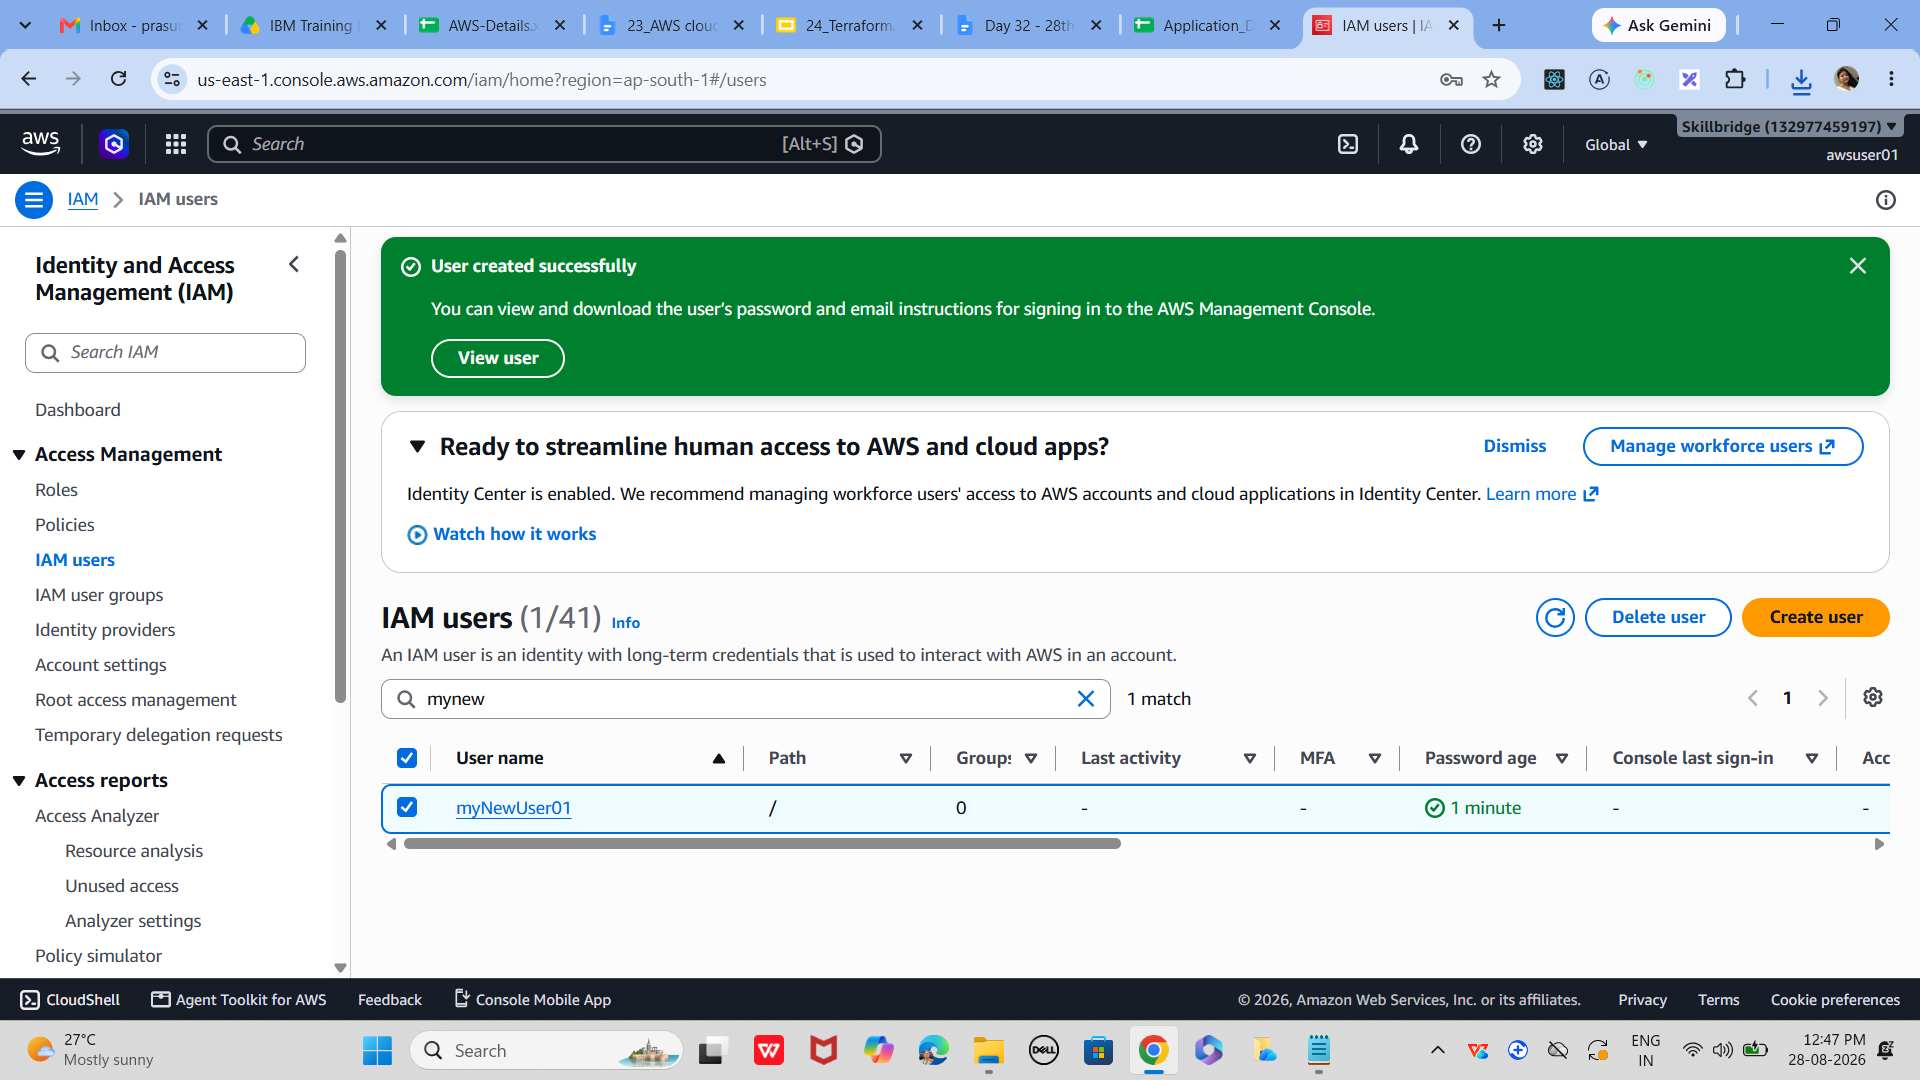 Inbox - prasur
IBM Training
AWS-Details.x
23_AWS cloud
24_Terraform.
Day 32 - 28th
Application_D
IAM users | IA
Ask Gemini
us-east-1.console.aws.amazon.com/iam/home?region=ap-south-1#/users
aws
Search
[Alt+S]
Global
Skillbridge (132977459197)
awsuser01
IAM
IAM users
Identity and Access
Management (IAM)
Search IAM
Dashboard
Access Management
Roles
Policies
IAM users
IAM user groups
Identity providers
Account settings
Root access management
Temporary delegation requests
Access reports
Access Analyzer
Resource analysis
Unused access
Analyzer settings
Policy simulator
User created successfully
You can view and download the user's password and email instructions for signing in to the AWS Management Console.
View user
Ready to streamline human access to AWS and cloud apps?
Dismiss
Manage workforce users
Identity Center is enabled. We recommend managing workforce users' access to AWS accounts and cloud applications in Identity Center. Learn more
Watch how it works
IAM users (1/41) Info
Delete user
Create user
An IAM user is an identity with long-term credentials that is used to interact with AWS in an account.
mynew
1 match
1
User name
Path
Groups
Last activity
MFA
Password age
Console last sign-in
Acc
myNewUser01
/
0
-
-
1 minute
-
-
CloudShell
Agent Toolkit for AWS
Feedback
Console Mobile App
© 2026, Amazon Web Services, Inc. or its affiliates.
Privacy
Terms
Cookie preferences
27°C
Mostly sunny
Search
DELL
ENG
IN
12:47 PM
28-08-2026